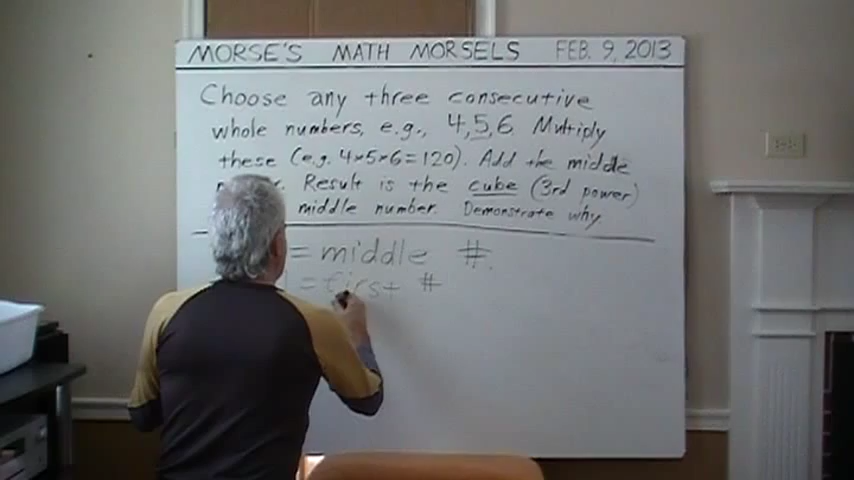 MORSE'S MATH MORSELS FEB. 9, 2013
Choose any three consecutive
whole numbers, e.g., 4,5,6. Multiply
these (e.g. 4×5×6=120). Add the middle
Result is the cube (3rd power)
middle number. Demonstrate why
= middle #.
= first #